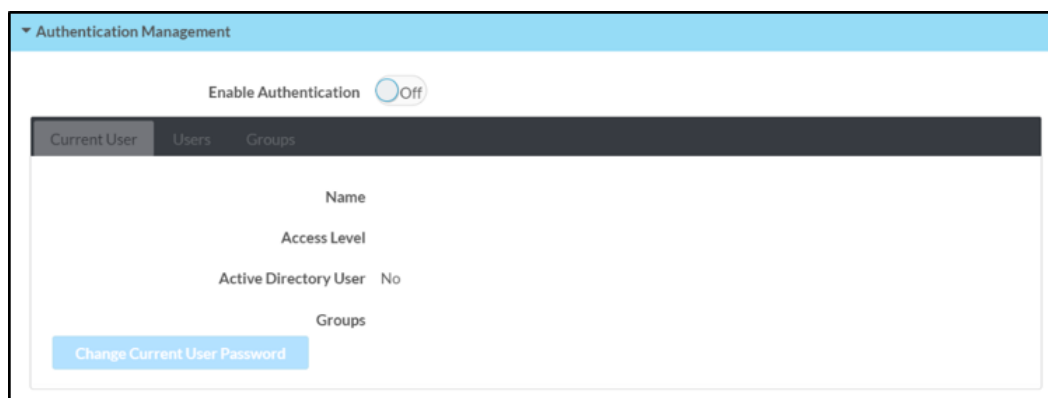 Authentication Management
Enable Authentication Off
Current User Users Groups
Name
Access Level
Active Directory User No
Groups
Change Current User Password